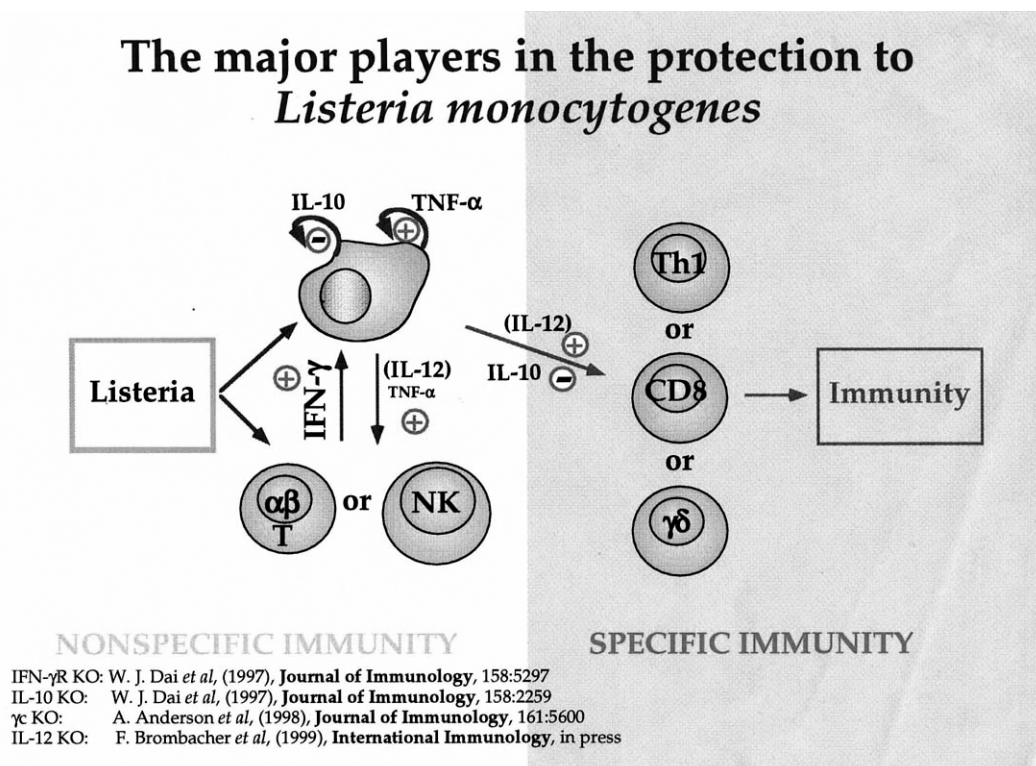 The major players in the protection to
Listeria monocytogenes
IL-10
TNF-α
-
+
Listeria
+
IFN-γ
(IL-12)
TNF-α
+
αβ
T
or
NK
(IL-12)
+
IL-10
-
Th1
or
CD8
or
γδ
Immunity
NONSPECIFIC IMMUNITY
SPECIFIC IMMUNITY
IFN-γR KO: W. J. Dai et al, (1997), Journal of Immunology, 158:5297
IL-10 KO: W. J. Dai et al, (1997), Journal of Immunology, 158:2259
γc KO: A. Anderson et al, (1998), Journal of Immunology, 161:5600
IL-12 KO: F. Brombacher et al, (1999), International Immunology, in press